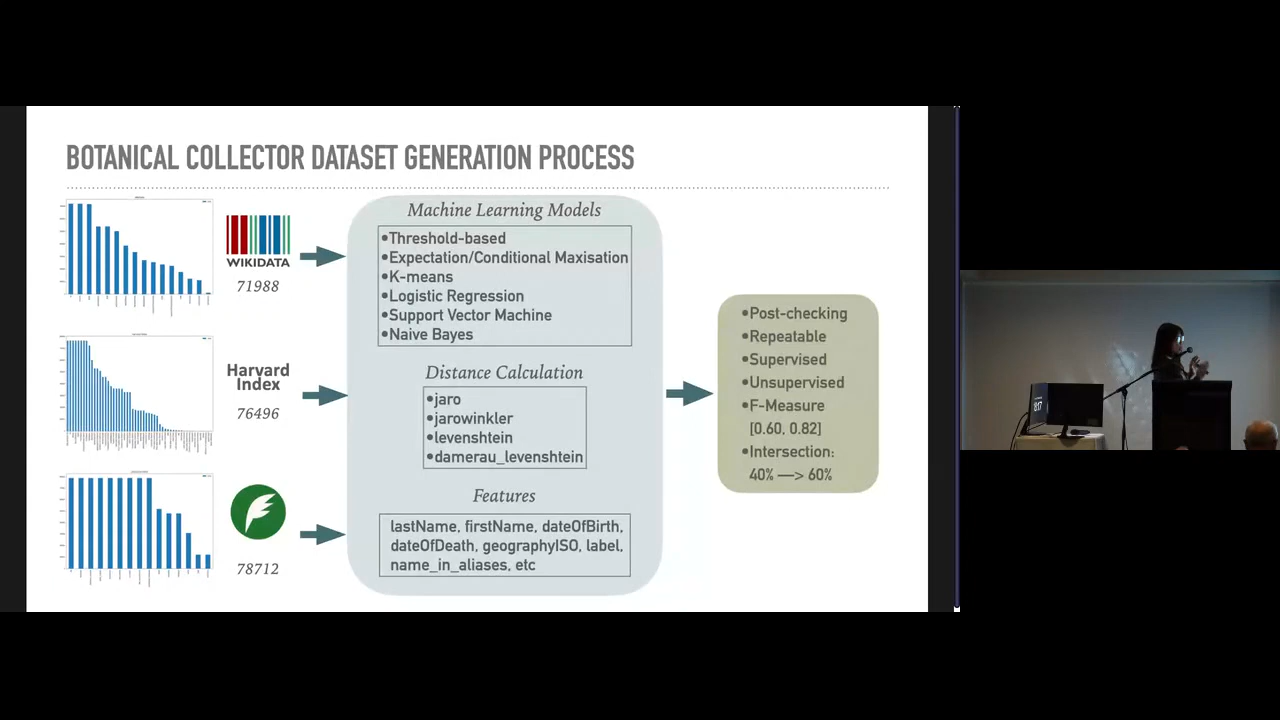 BOTANICAL COLLECTOR DATASET GENERATION PROCESS
WIKIDATA
71988
Harvard
Index
76496
78712
Machine Learning Models
•Threshold-based
•Expectation/Conditional Maxisation
•K-means
•Logistic Regression
•Support Vector Machine
•Naive Bayes
Distance Calculation
•jaro
•jarowinkler
•levenshtein
•damerau_levenshtein
Features
lastName, firstName, dateOfBirth,
dateOfDeath, geographyISO, label,
name_in_aliases, etc
•Post-checking
•Repeatable
•Supervised
•Unsupervised
•F-Measure
[0.60, 0.82]
•Intersection:
40% —> 60%